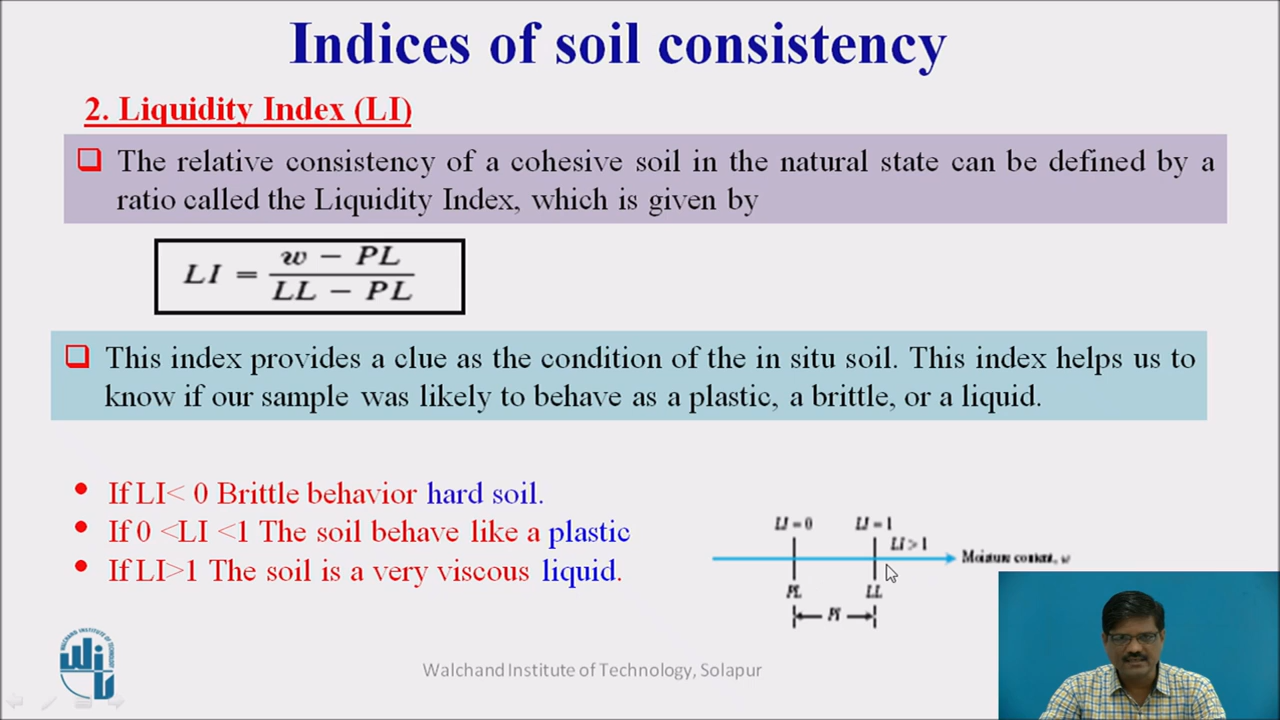 Indices of soil consistency
2. Liquidity Index (LI)
The relative consistency of a cohesive soil in the natural state can be defined by a
ratio called the Liquidity Index, which is given by
LI = (w − PL) / (LL − PL)
This index provides a clue as the condition of the in situ soil. This index helps us to
know if our sample was likely to behave as a plastic, a brittle, or a liquid.
• If LI< 0 Brittle behavior hard soil.
• If 0 <LI <1 The soil behave like a plastic
• If LI>1 The soil is a very viscous liquid.
LI = 0 LI = 1
LI > 1
Moisture content, w
PL LL
PI
WALCHAND INSTITUTE OF TECHNOLOGY
WIT
Walchand Institute of Technology, Solapur